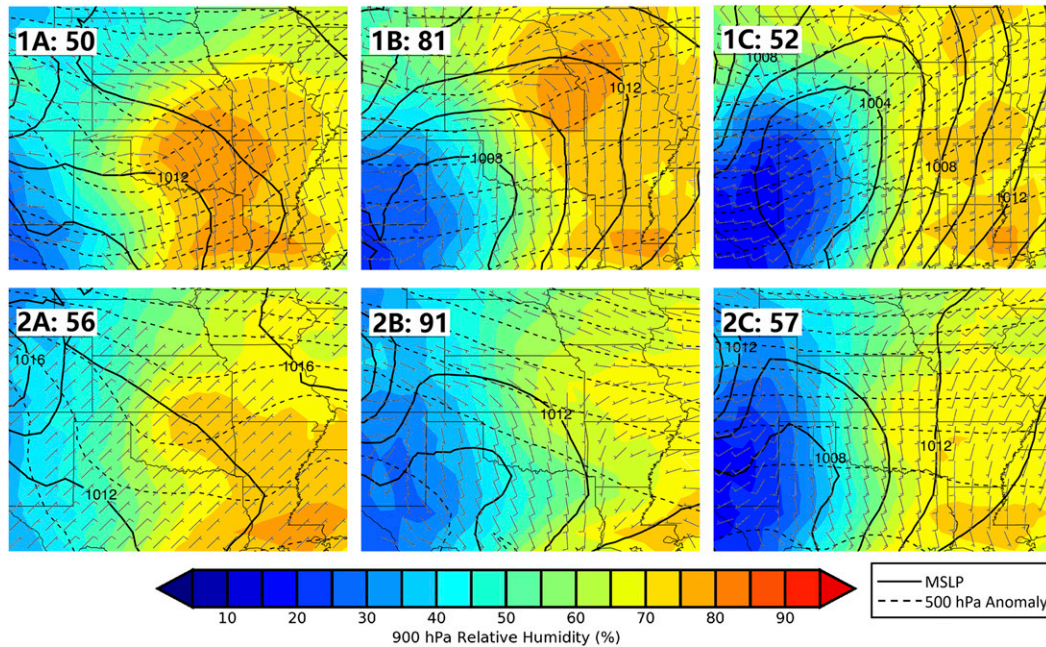 1A: 50
1B: 81
1C: 52
1012
1012
1008
1008
1004
1008
1012
2A: 56
2B: 91
2C: 57
1016
1016
1012
1012
1012
1008
1012
10 20 30 40 50 60 70 80 90
900 hPa Relative Humidity (%)
MSLP
500 hPa Anomaly